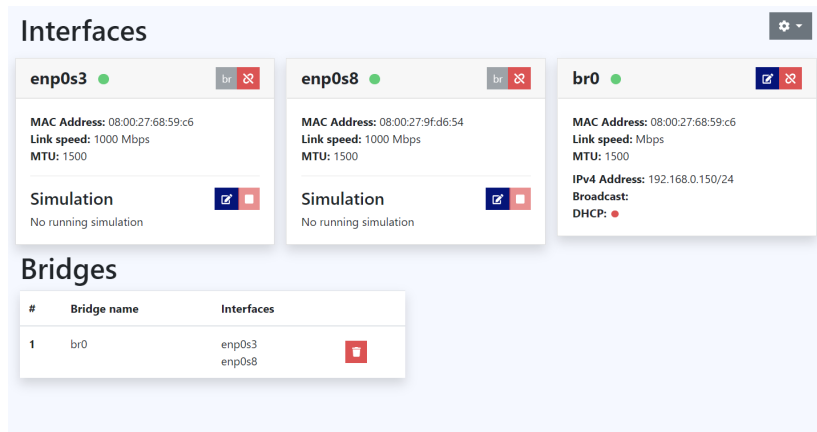 Interfaces
enp0s3
br
MAC Address: 08:00:27:68:59:c6
Link speed: 1000 Mbps
MTU: 1500
Simulation
No running simulation
enp0s8
br
MAC Address: 08:00:27:9f:d6:54
Link speed: 1000 Mbps
MTU: 1500
Simulation
No running simulation
br0
MAC Address: 08:00:27:68:59:c6
Link speed: Mbps
MTU: 1500
IPv4 Address: 192.168.0.150/24
Broadcast:
DHCP:
Bridges
# Bridge name Interfaces
1 br0 enp0s3
enp0s8